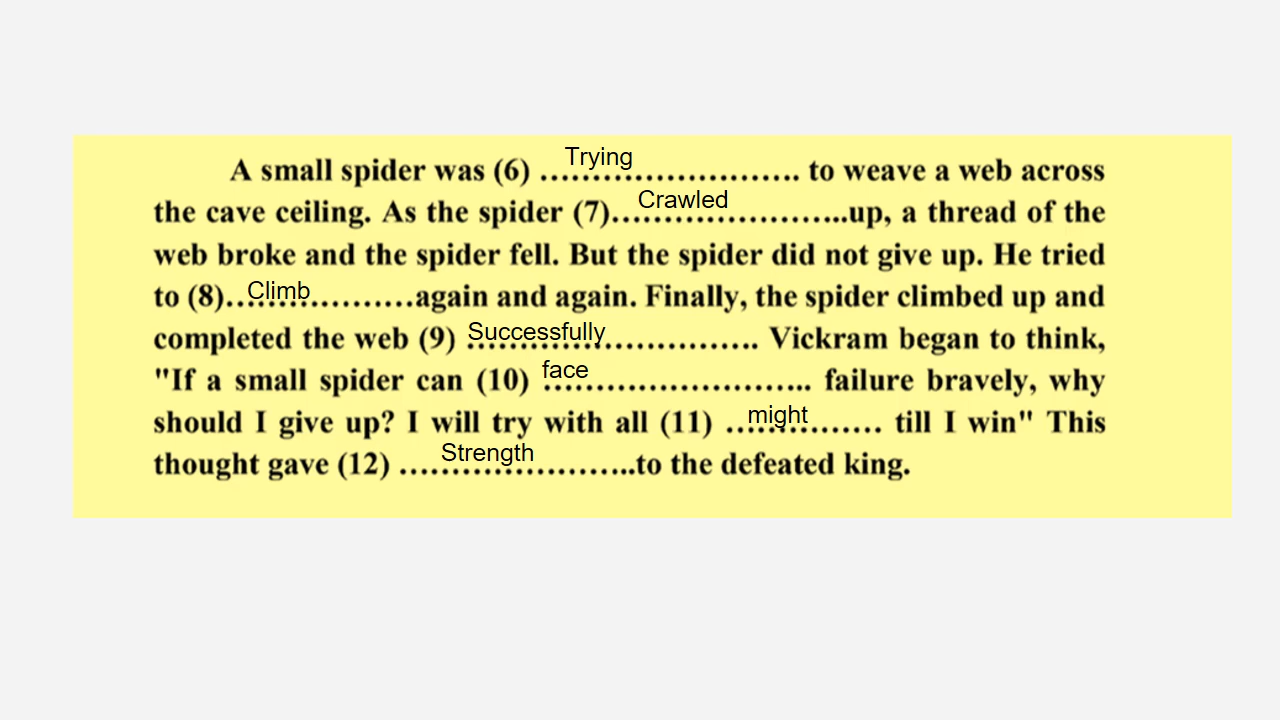 A small spider was (6) Trying ......................... to weave a web across
the cave ceiling. As the spider (7) Crawled .........................up, a thread of the
web broke and the spider fell. But the spider did not give up. He tried
to (8) Climb ....................again and again. Finally, the spider climbed up and
completed the web (9) Successfully ............................. Vickram began to think,
"If a small spider can (10) face .......................... failure bravely, why
should I give up? I will try with all (11) might ............... till I win" This
thought gave (12) Strength .........................to the defeated king.